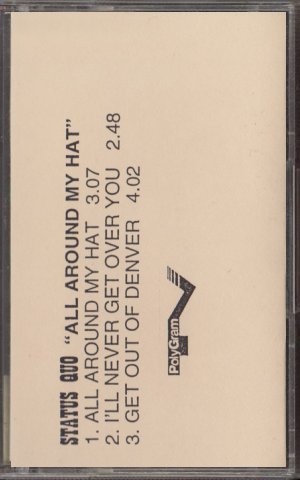 STATUS QUO "ALL AROUND MY HAT"
1. ALL AROUND MY HAT 3.07
2. I'LL NEVER GET OVER YOU 2.48
3. GET OUT OF DENVER 4.02
PolyGram